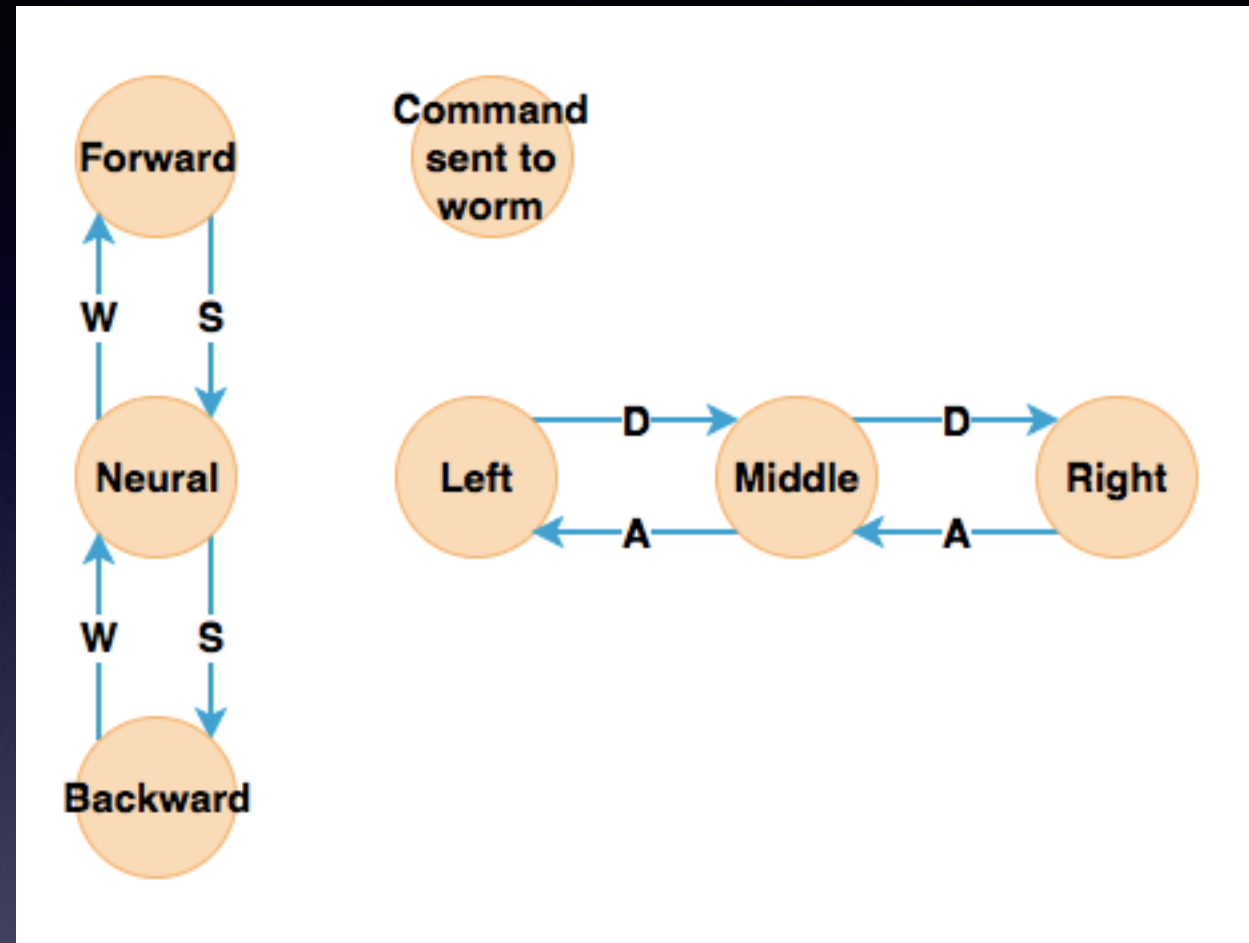 Forward
Command
sent to
worm
W S
D D
Neural Left Middle Right
A A
W S
Backward